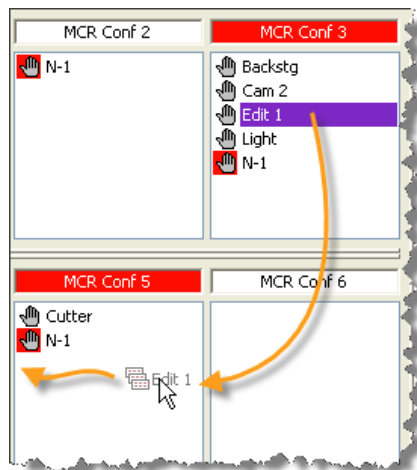 MCR Conf 2
MCR Conf 3
N-1
Backstg
Cam 2
Edit 1
Light
N-1
MCR Conf 5
MCR Conf 6
Cutter
N-1
Edit 1